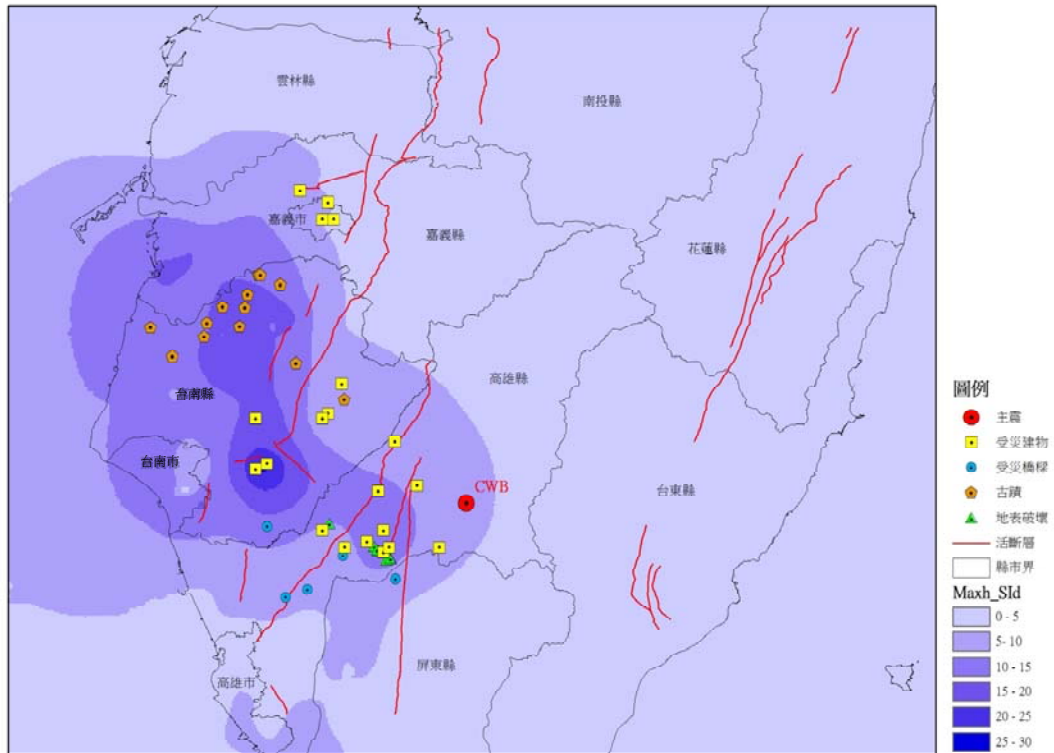 雲林縣
南投縣
嘉義市
嘉義縣
花蓮縣
高雄縣
台南縣
台南市
CWB
台東縣
屏東縣
高雄市
圖例
主震
受災建物
受災橋樑
古蹟
地表破壞
活斷層
縣市界
Maxh_SId
0 - 5
5- 10
10 - 15
15 - 20
20 - 25
25 - 30